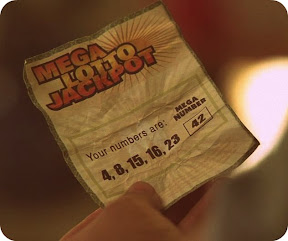 MEGA
LOTTO
JACKPOT
MEGA
NUMBER
Your numbers are:
4, 8, 15, 16, 23
42